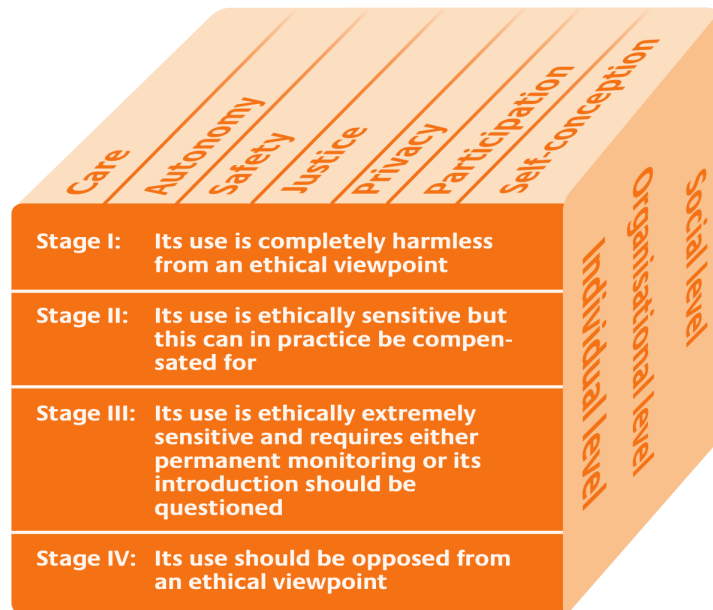 Care
Autonomy
Safety
Justice
Privacy
Participation
Self-conception
Stage I: Its use is completely harmless
from an ethical viewpoint
Stage II: Its use is ethically sensitive but
this can in practice be compen-
sated for
Stage III: Its use is ethically extremely
sensitive and requires either
permanent monitoring or its
introduction should be
questioned
Stage IV: Its use should be opposed from
an ethical viewpoint
Individual level
Organisational level
Social level